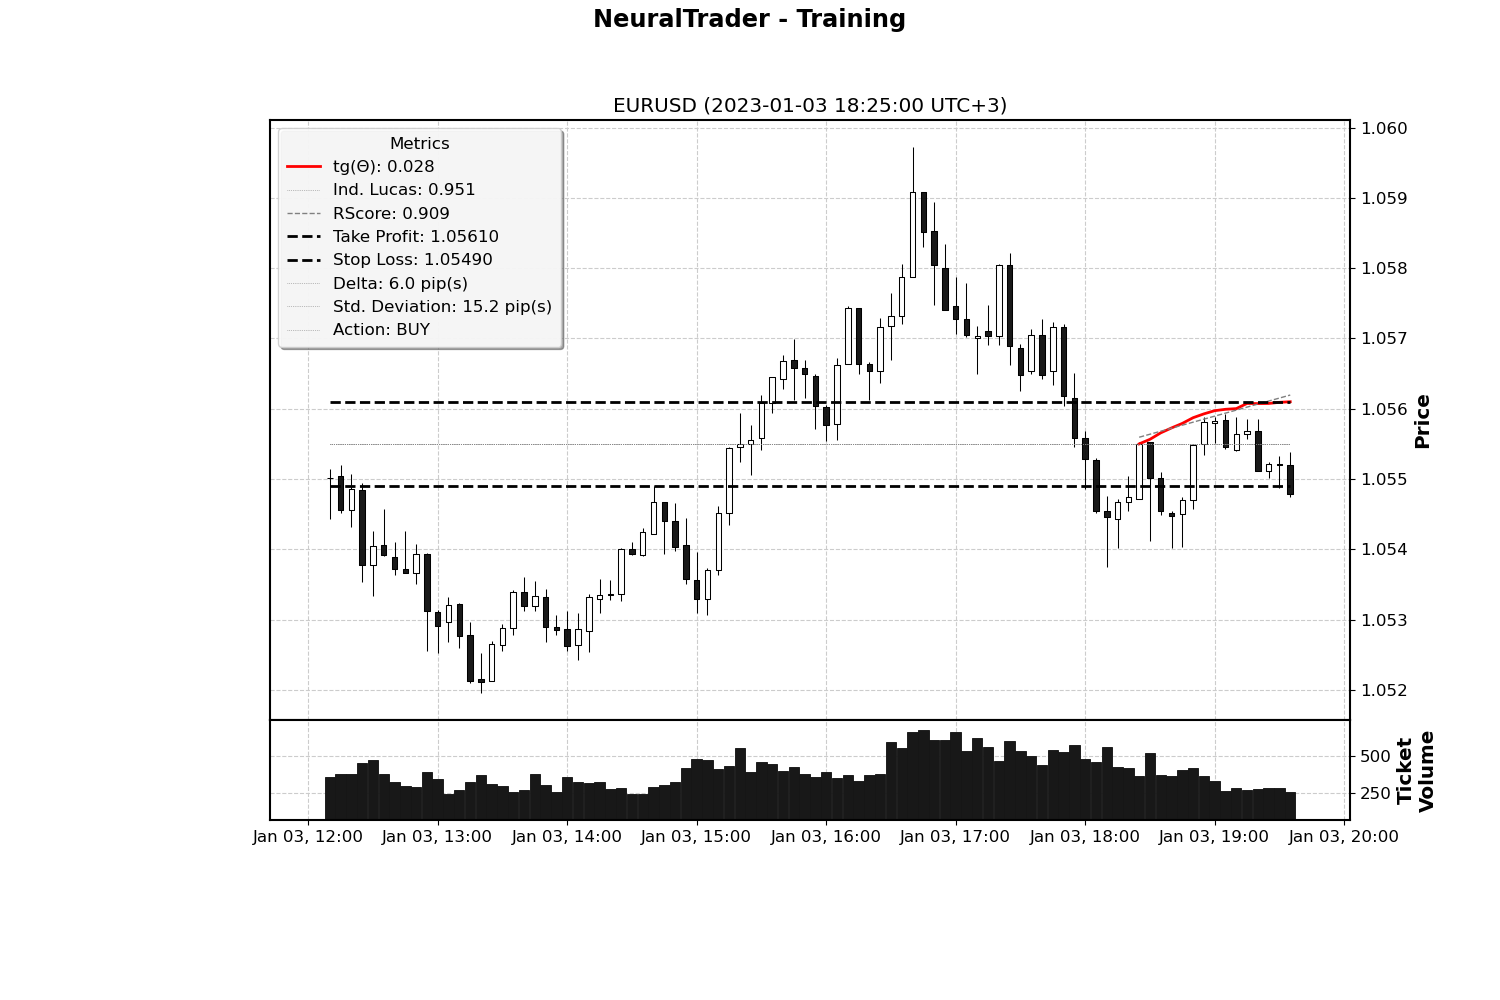 NeuralTrader - Training
EURUSD (2023-01-03 18:25:00 UTC+3)
Metrics
tg(Θ): 0.028
Ind. Lucas: 0.951
RScore: 0.909
Take Profit: 1.05610
Stop Loss: 1.05490
Delta: 6.0 pip(s)
Std. Deviation: 15.2 pip(s)
Action: BUY
1.060
1.059
1.058
1.057
1.056
1.055
1.054
1.053
1.052
Price
500
250
Ticket
Volume
Jan 03, 12:00
Jan 03, 13:00
Jan 03, 14:00
Jan 03, 15:00
Jan 03, 16:00
Jan 03, 17:00
Jan 03, 18:00
Jan 03, 19:00
Jan 03, 20:00